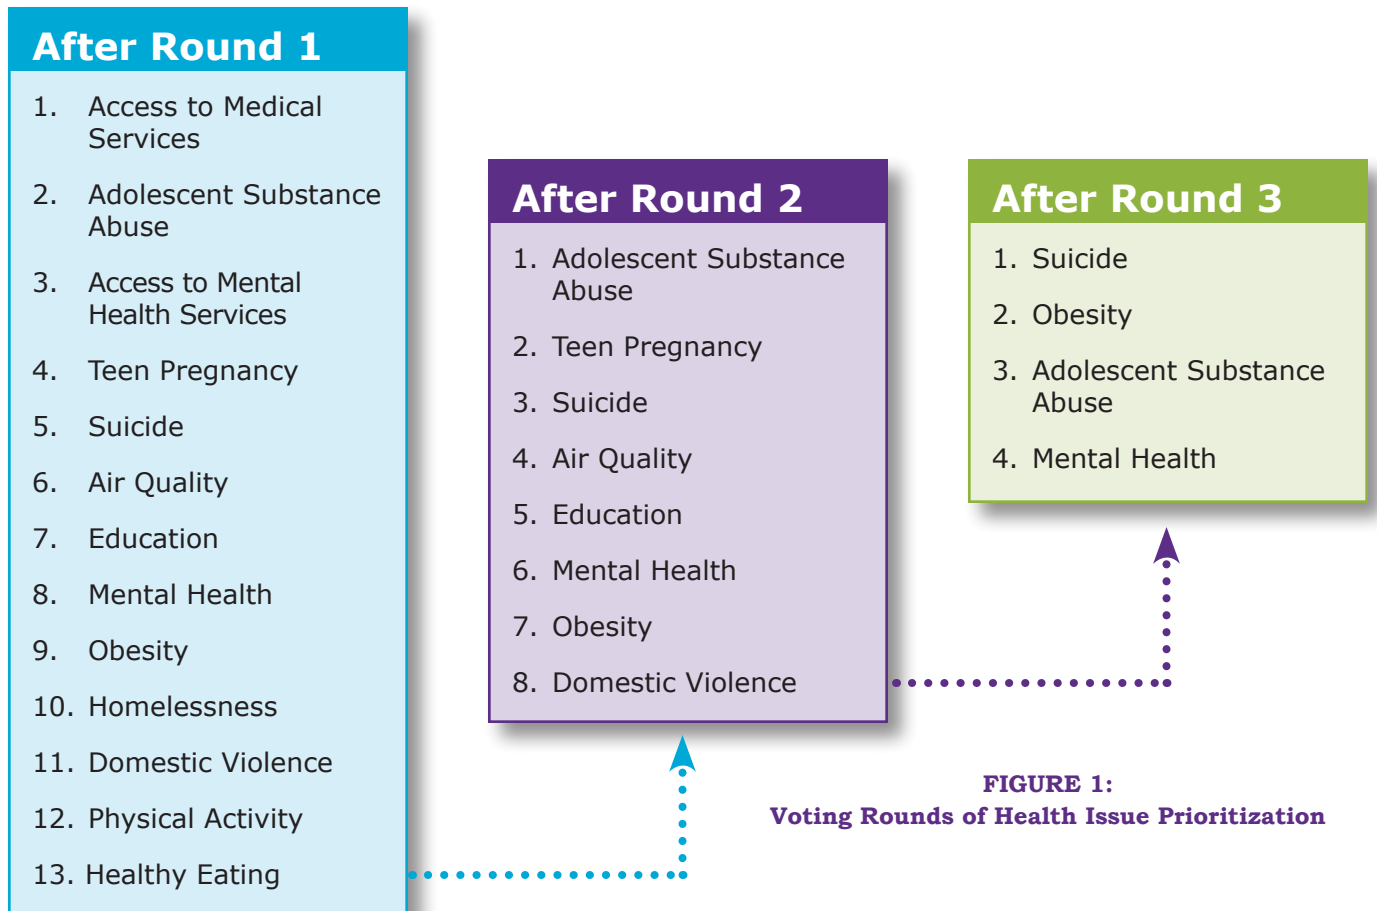 After Round 1
1. Access to Medical
Services
2. Adolescent Substance
Abuse
3. Access to Mental
Health Services
4. Teen Pregnancy
5. Suicide
6. Air Quality
7. Education
8. Mental Health
9. Obesity
10. Homelessness
11. Domestic Violence
12. Physical Activity
13. Healthy Eating
After Round 2
1. Adolescent Substance
Abuse
2. Teen Pregnancy
3. Suicide
4. Air Quality
5. Education
6. Mental Health
7. Obesity
8. Domestic Violence
After Round 3
1. Suicide
2. Obesity
3. Adolescent Substance
Abuse
4. Mental Health
FIGURE 1:
Voting Rounds of Health Issue Prioritization